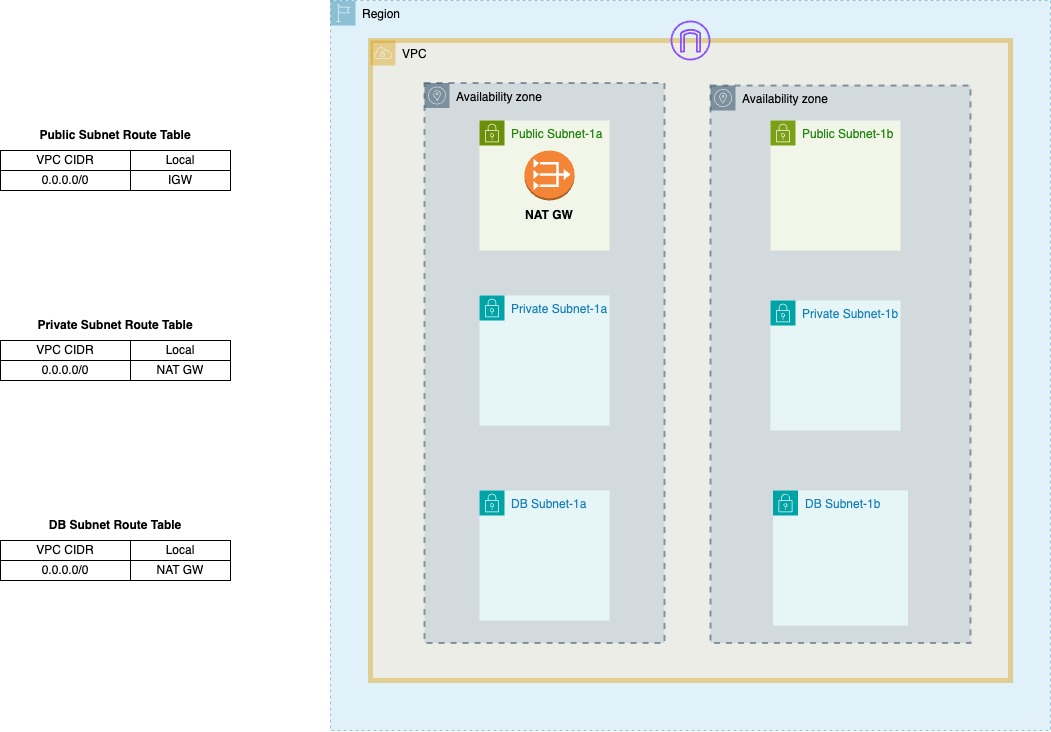 Region
VPC
Availability zone
Availability zone
Public Subnet-1a
Public Subnet-1b
NAT GW
Private Subnet-1a
Private Subnet-1b
DB Subnet-1a
DB Subnet-1b
Public Subnet Route Table
VPC CIDR Local
0.0.0.0/0 IGW
Private Subnet Route Table
VPC CIDR Local
0.0.0.0/0 NAT GW
DB Subnet Route Table
VPC CIDR Local
0.0.0.0/0 NAT GW